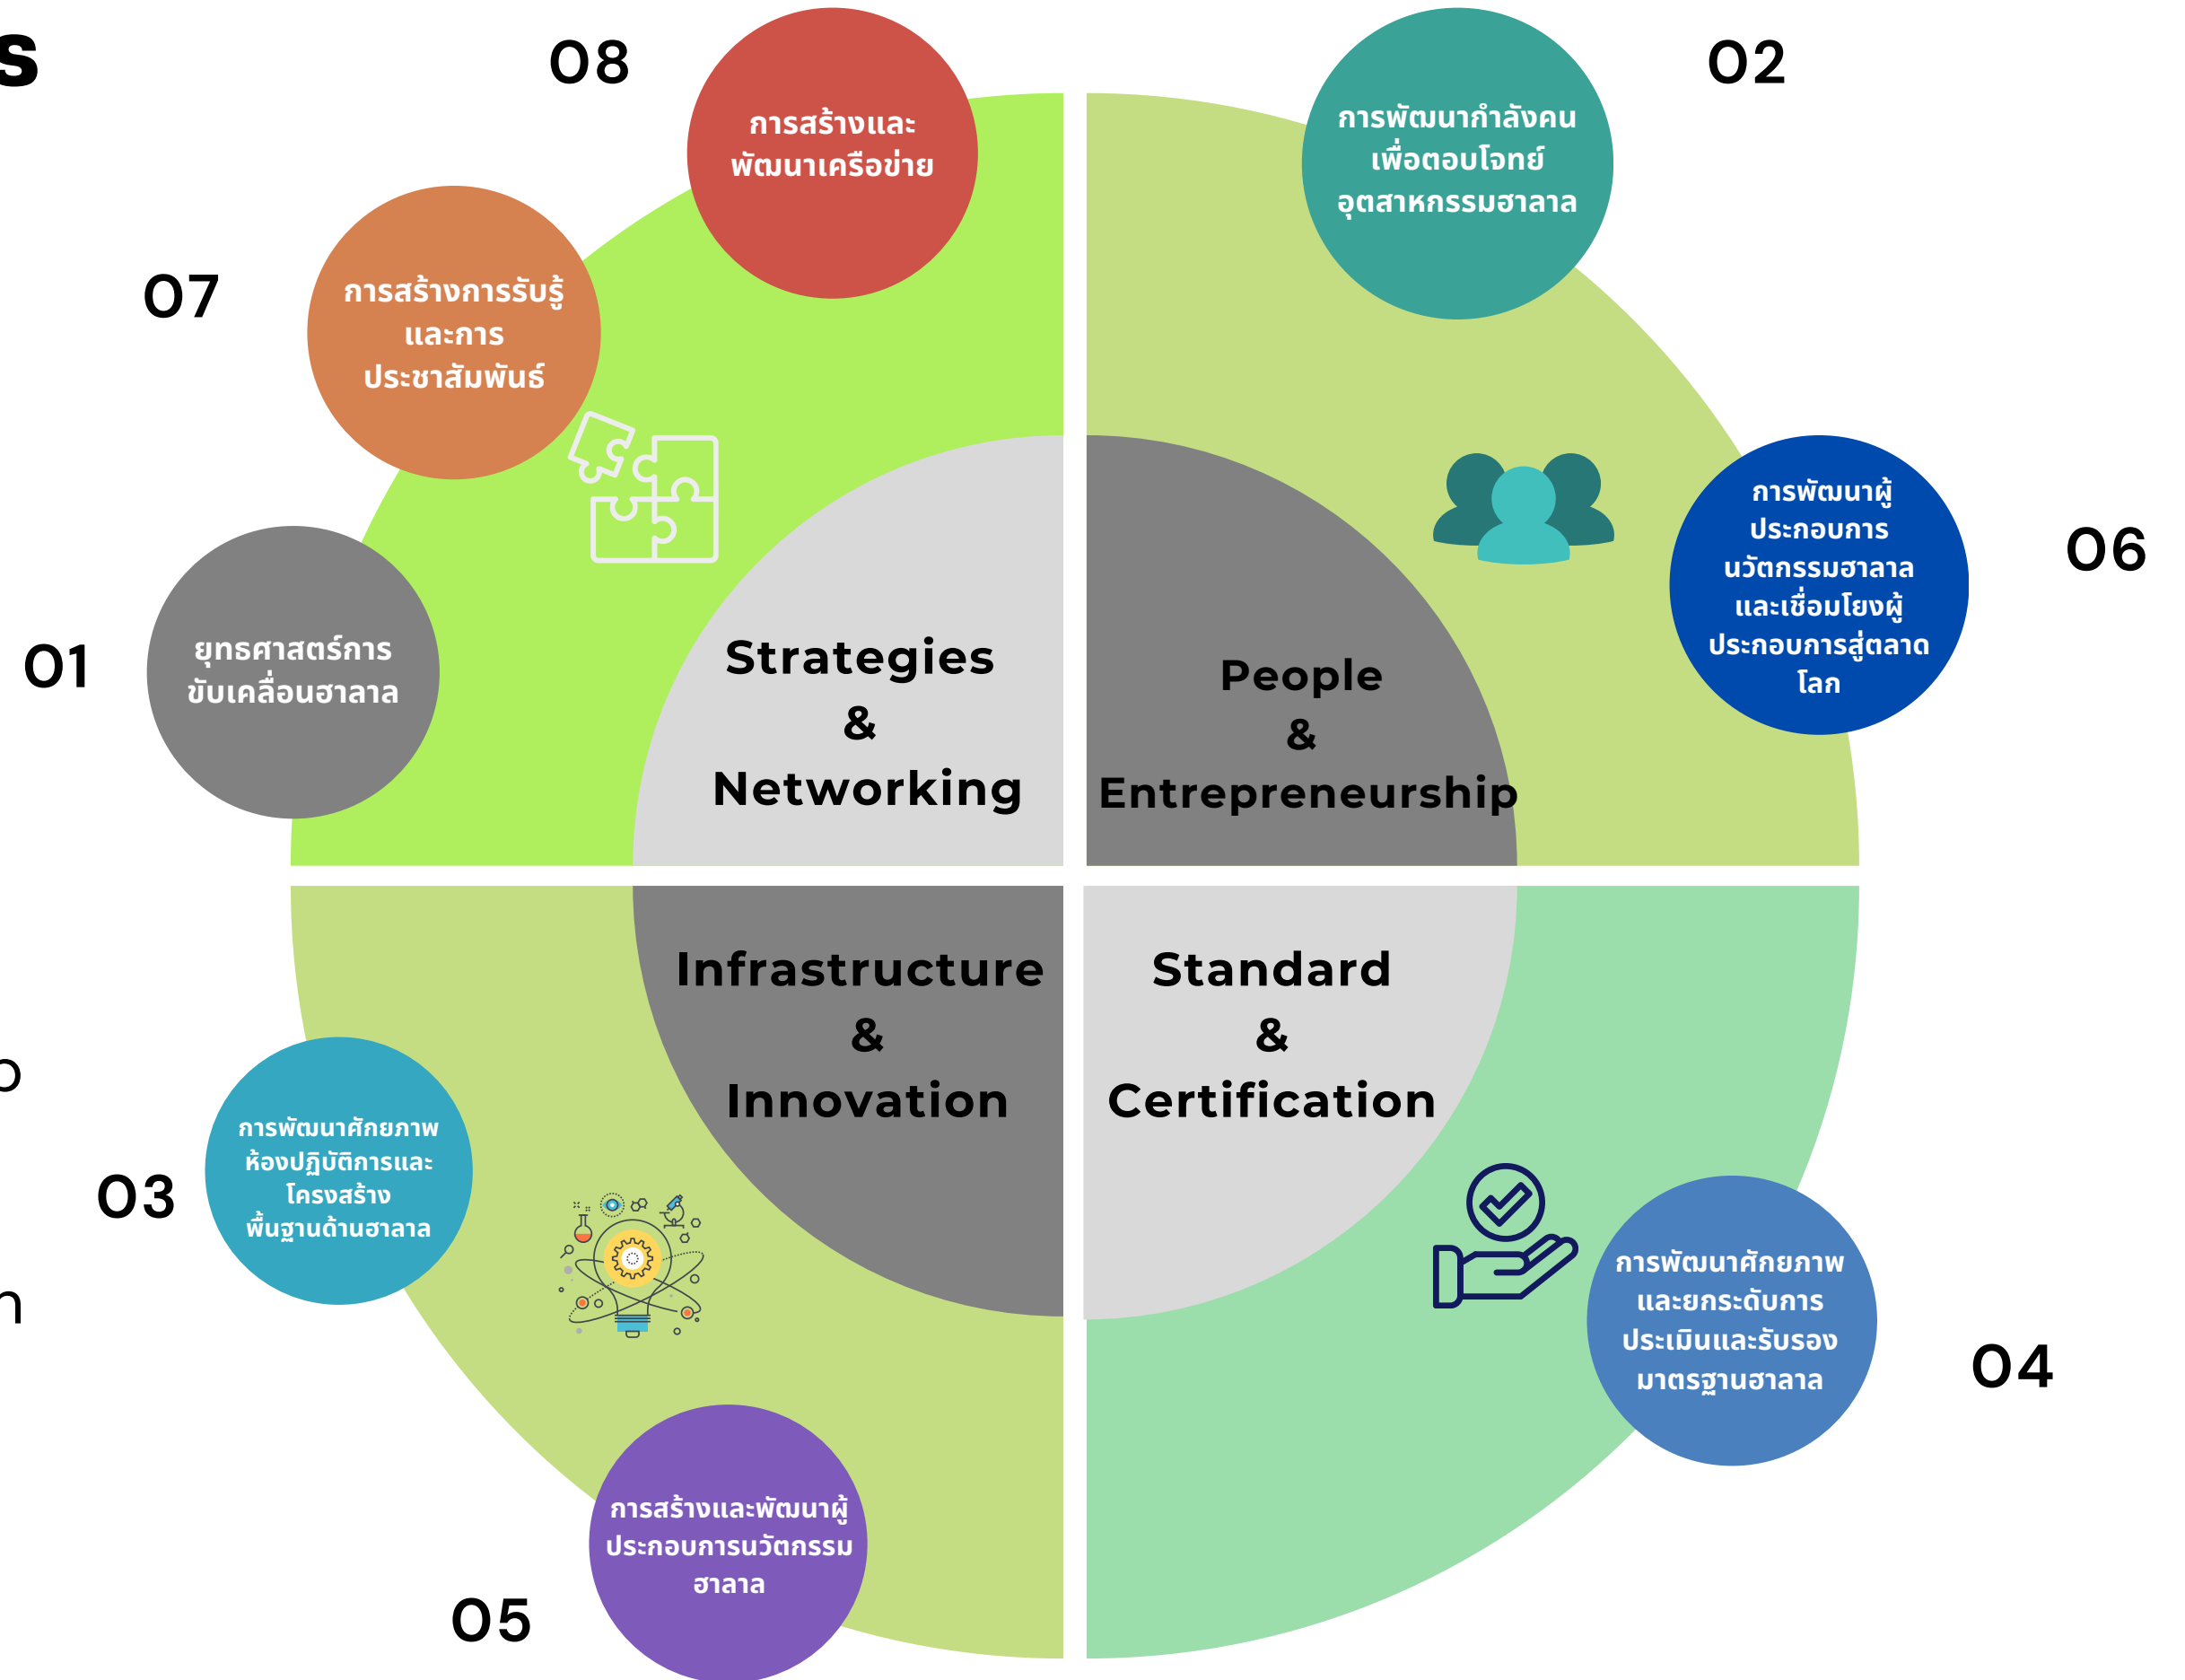 s
08
การสร้างและ
พัฒนาเครือข่าย
02
การพัฒนากำลังคน
เพื่อตอบโจทย์
อุตสาหกรรมฮาลาล
07
การสร้างการรับรู้
และการ
ประชาสัมพันธ์
06
การพัฒนาผู้
ประกอบการ
นวัตกรรมฮาลาล
และเชื่อมโยงผู้
ประกอบการสู่ตลาด
โลก
01
ยุทธศาสตร์การ
ขับเคลื่อนฮาลาล
Strategies
&
Networking
People
&
Entrepreneurship
Infrastructure
&
Innovation
Standard
&
Certification
o
03
การพัฒนาศักยภาพ
ห้องปฏิบัติการและ
โครงสร้าง
พื้นฐานด้านฮาลาล
n
04
การพัฒนาศักยภาพ
และยกระดับการ
ประเมินและรับรอง
มาตรฐานฮาลาล
05
การสร้างและพัฒนาผู้
ประกอบการนวัตกรรม
ฮาลาล